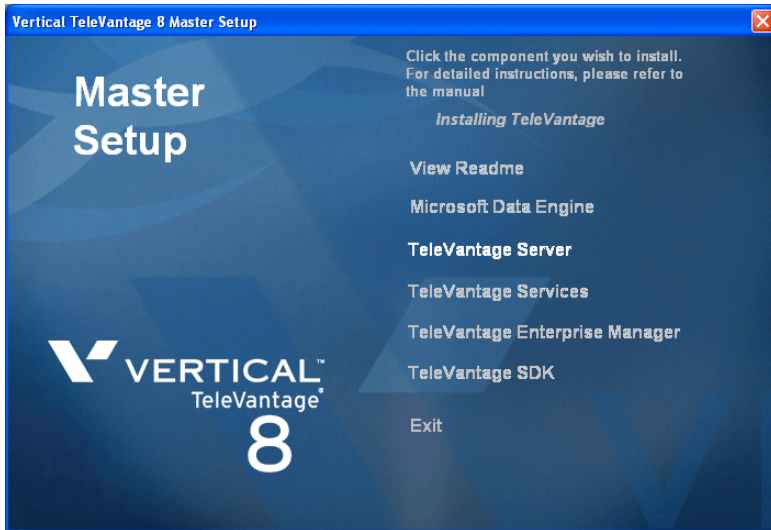 Vertical TeleVantage 8 Master Setup
Master
Setup
Click the component you wish to install.
For detailed instructions, please refer to
the manual
Installing TeleVantage
View Readme
Microsoft Data Engine
TeleVantage Server
TeleVantage Services
TeleVantage Enterprise Manager
TeleVantage SDK
Exit
VERTICAL™
TeleVantage®
8